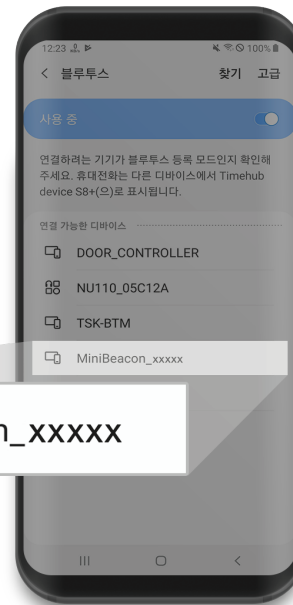 12:23
100%
< 블루투스 찾기 고급
사용 중
연결하려는 기기가 블루투스 등록 모드인지 확인해
주세요. 휴대전화는 다른 디바이스에서 Timehub
device S8+(으)로 표시됩니다.
연결 가능한 디바이스
DOOR_CONTROLLER
NU110_05C12A
TSK-BTM
MiniBeacon_xxxxx
n_xxxxx